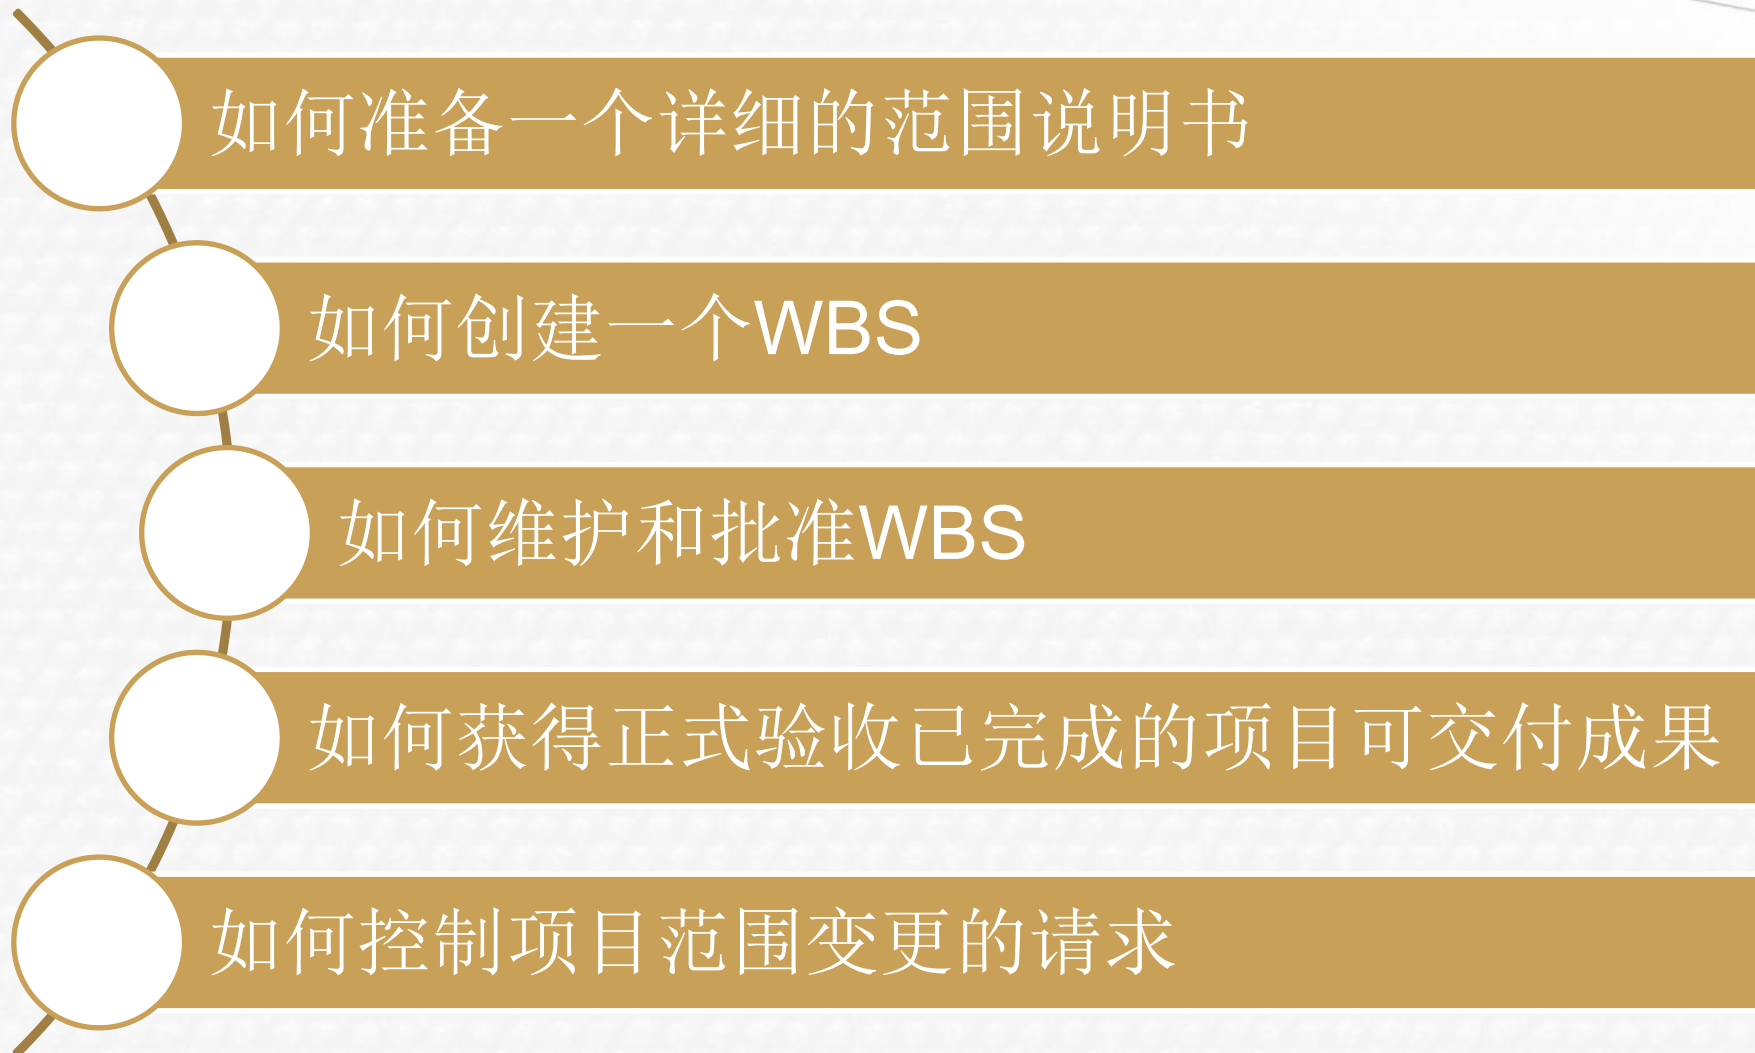 如何准备一个详细的范围说明书
如何创建一个WBS
如何维护和批准WBS
如何获得正式验收已完成的项目可交付成果
如何控制项目范围变更的请求